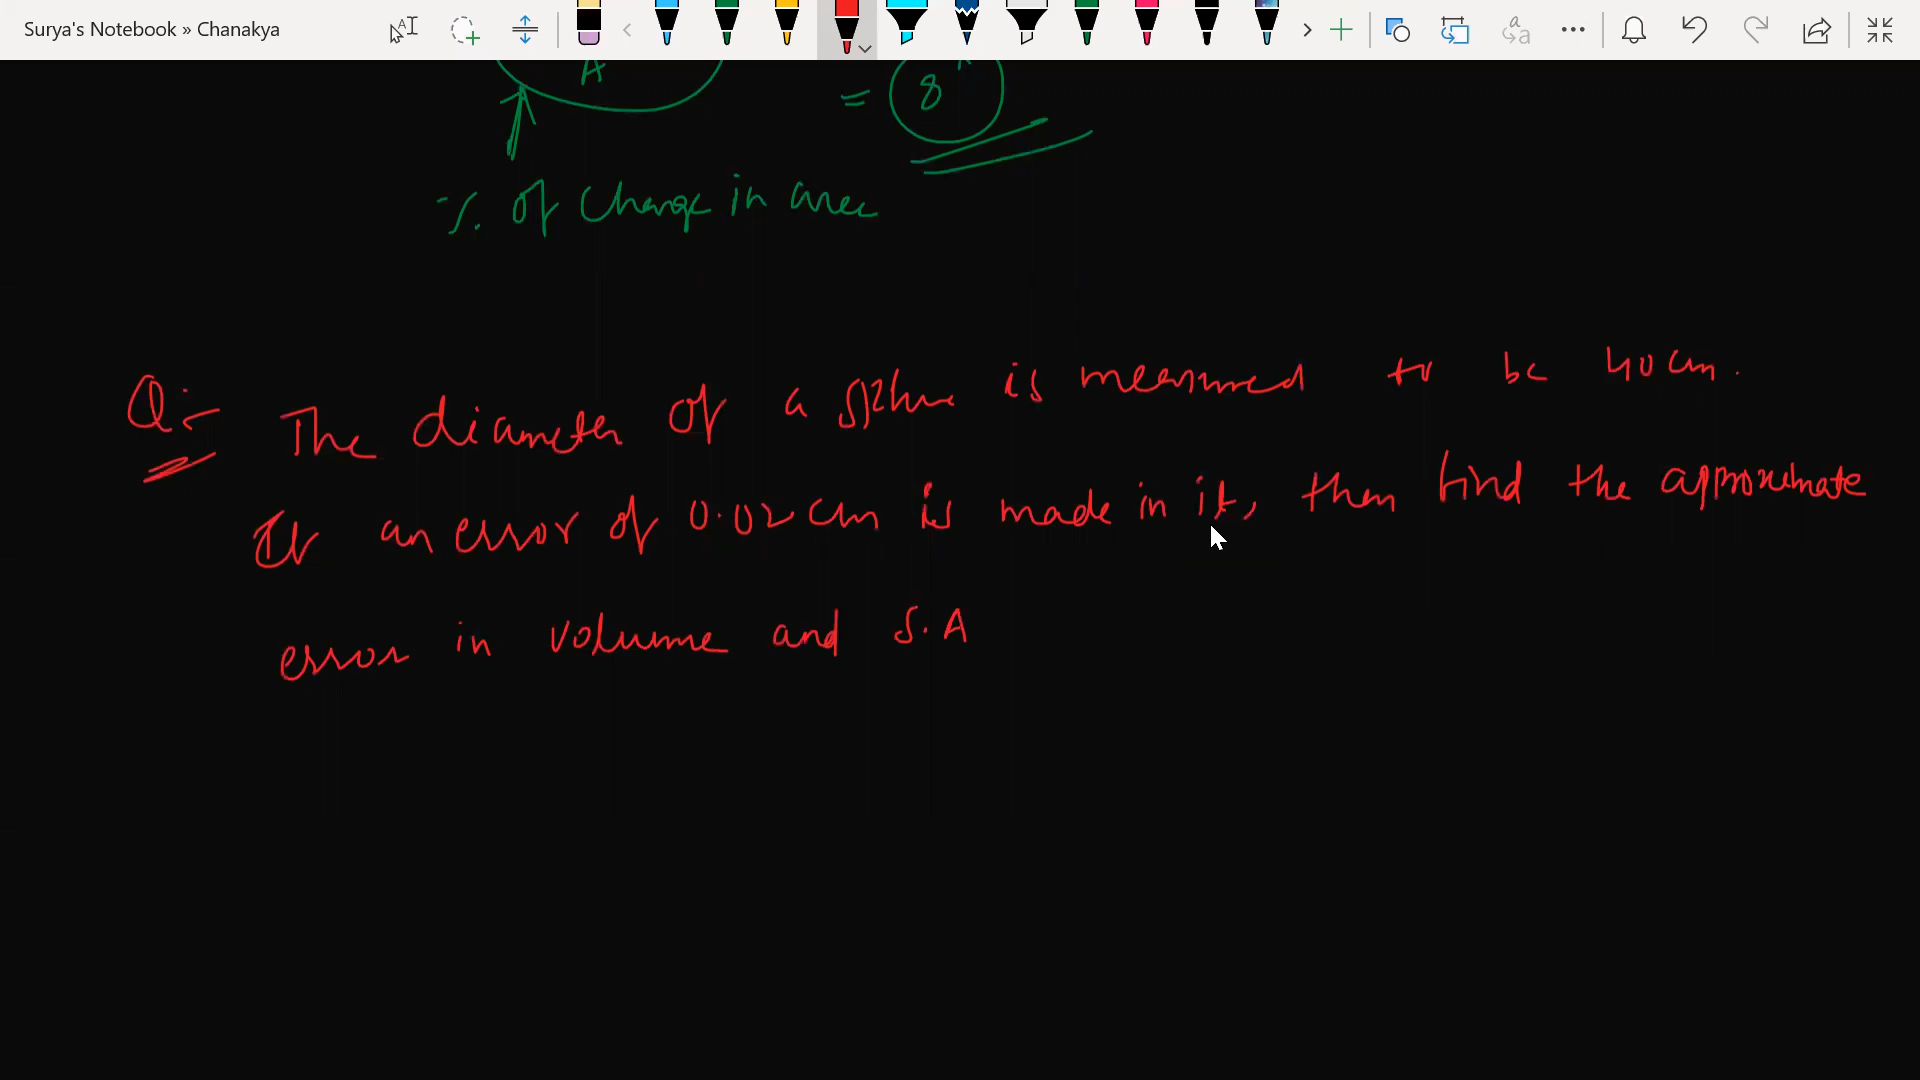 Surya's Notebook » Chanakya
A
= 8
% of change in area
Q:- The diameter of a sphere is measured to be 40 cm.
If an error of 0.02 cm is made in it, then find the approximate
error in volume and S.A